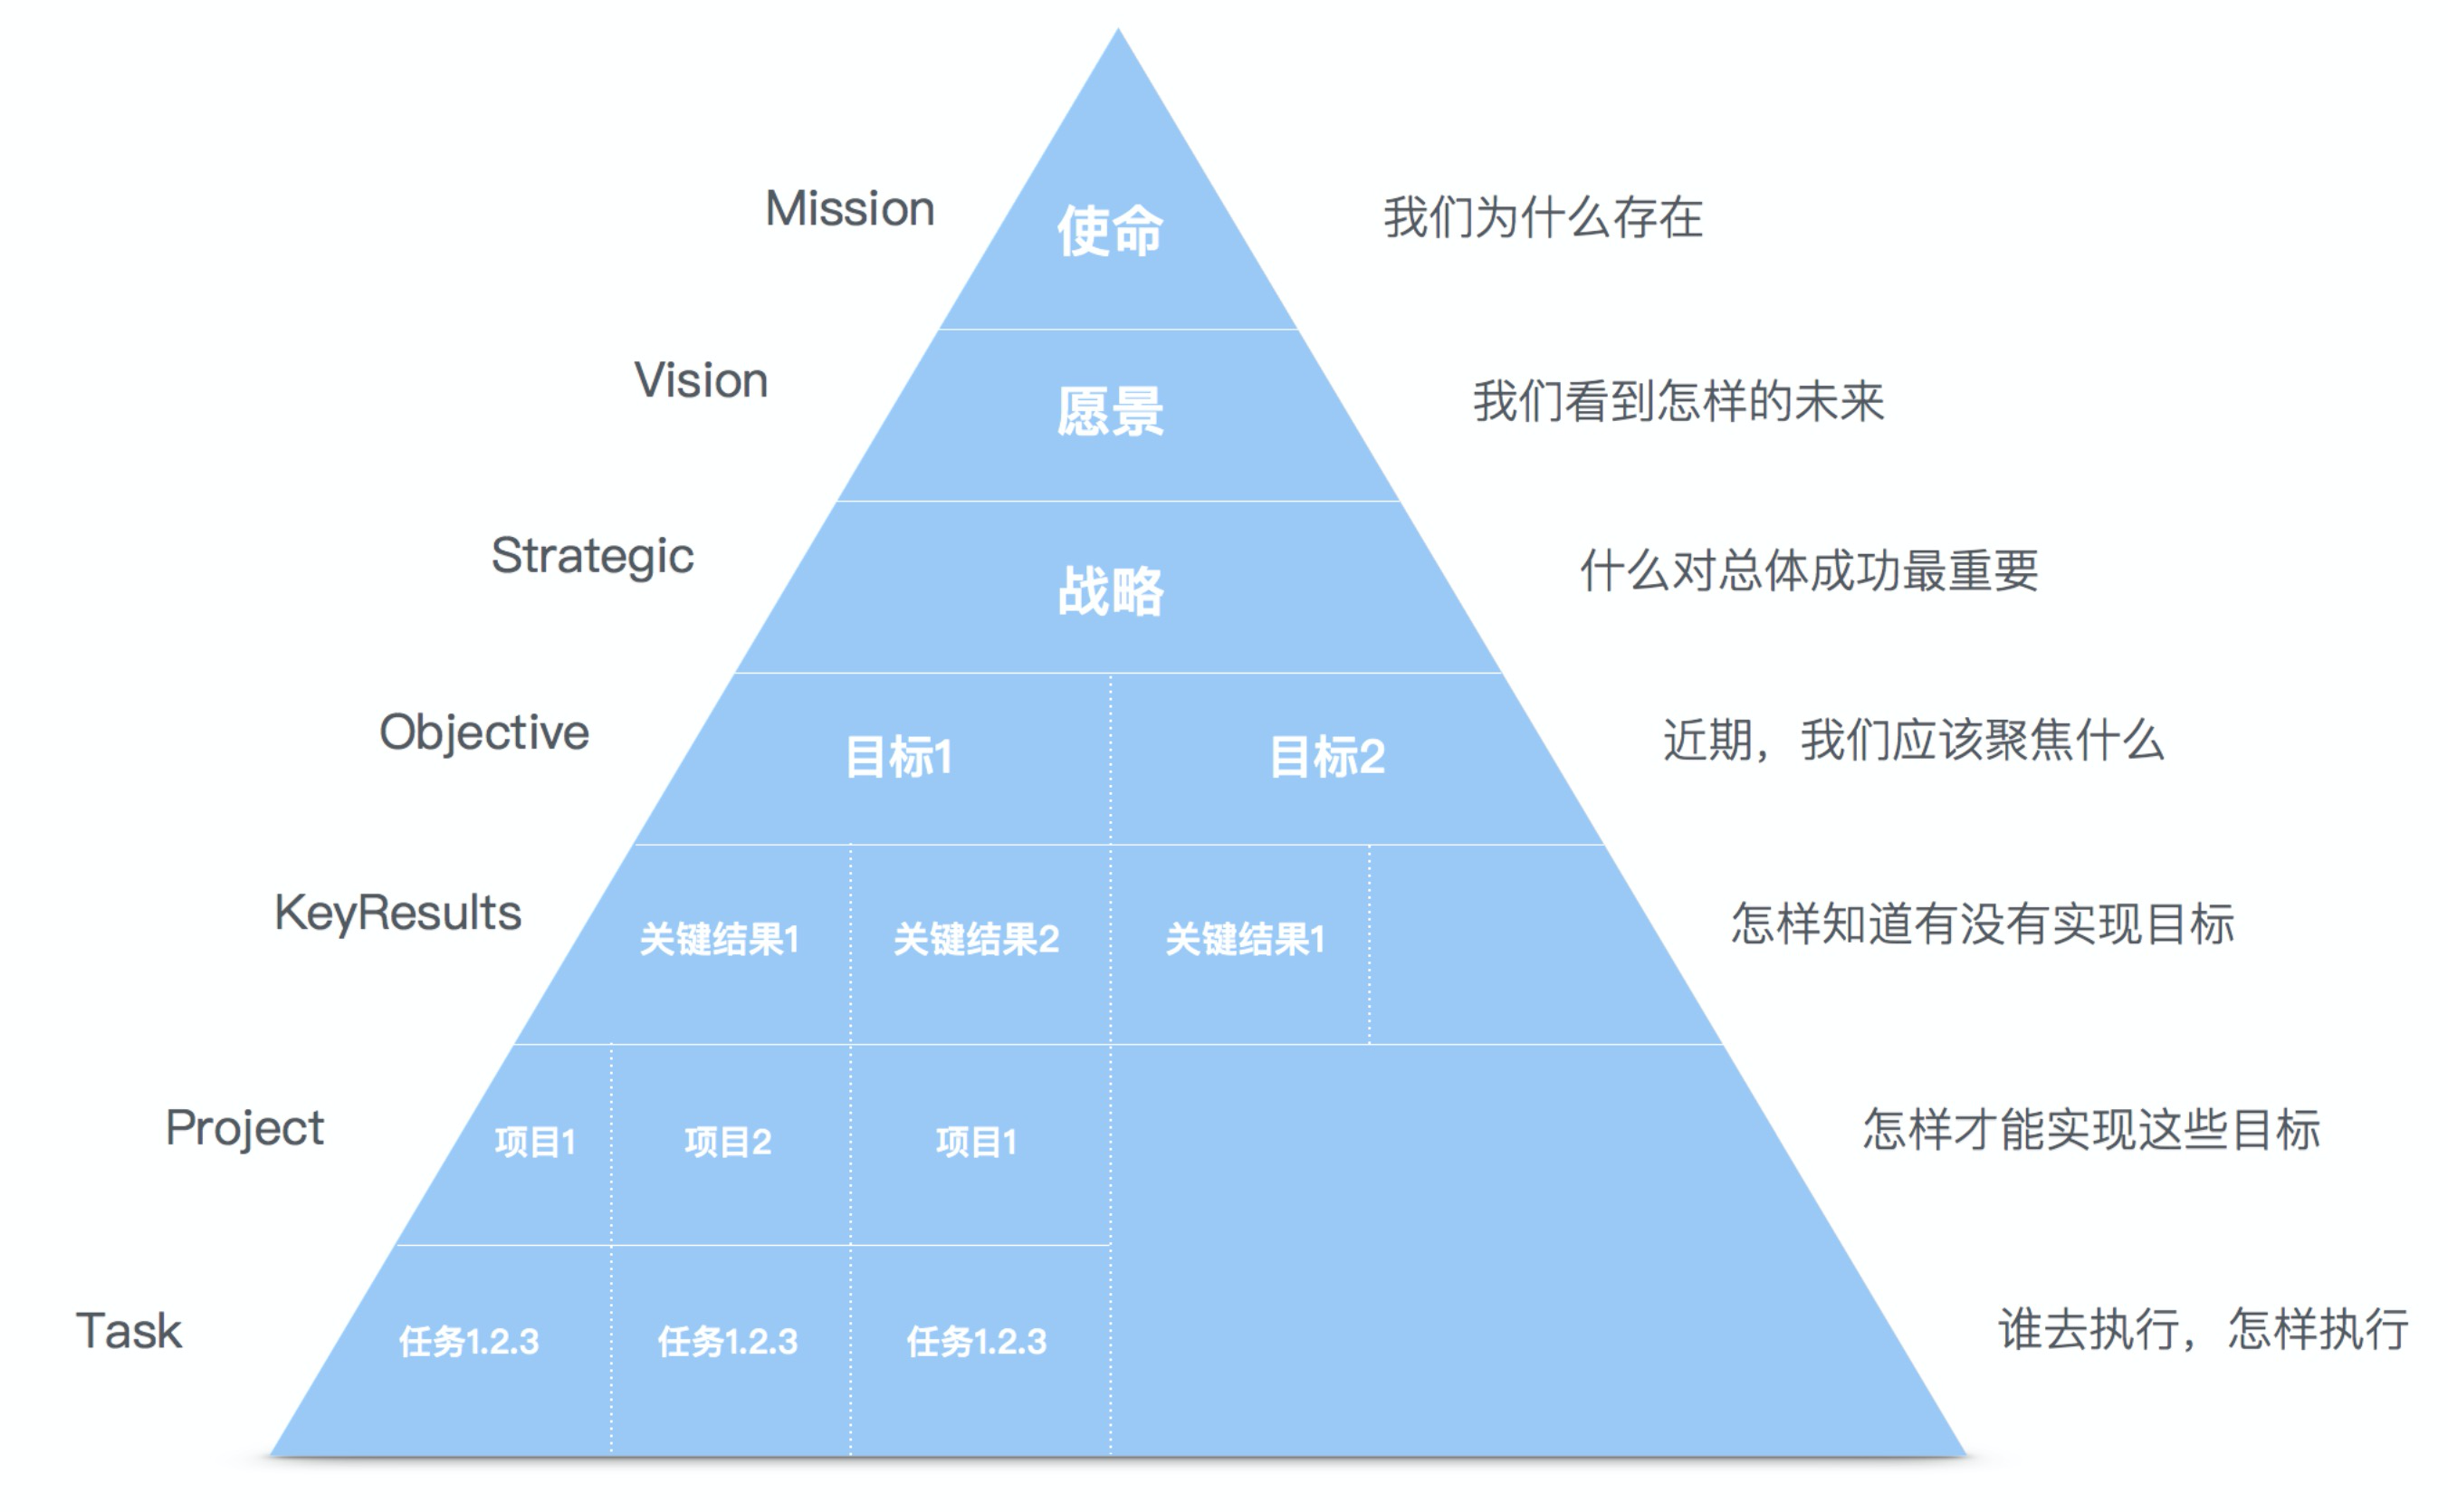 Mission
使命
我们为什么存在
Vision
愿景
我们看到怎样的未来
Strategic
战略
什么对总体成功最重要
Objective
目标1
目标2
近期，我们应该聚焦什么
KeyResults
关键结果1
关键结果2
关键结果1
怎样知道有没有实现目标
Project
项目1
项目2
项目1
怎样才能实现这些目标
Task
任务1.2.3
任务1.2.3
任务1.2.3
谁去执行，怎样执行